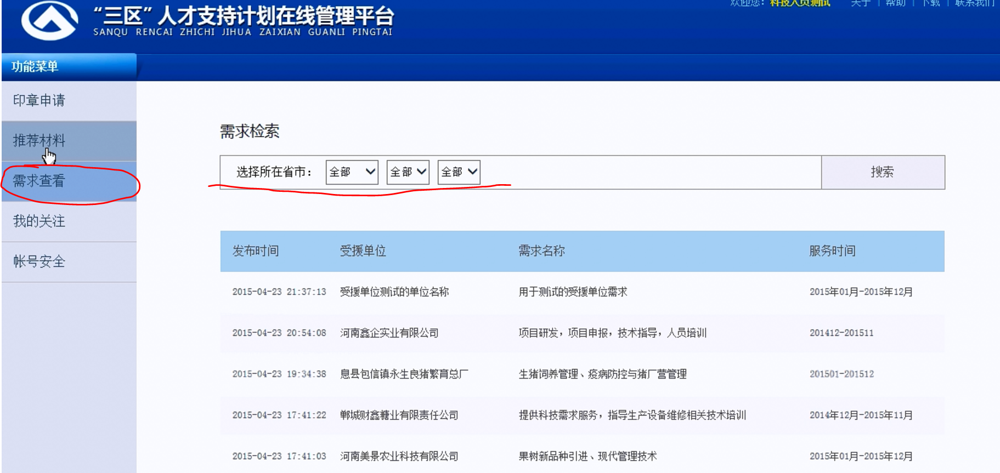 欢迎您：科技人员测试 关于 | 帮助 | 下载 | 联系我们
“三区”人才支持计划在线管理平台
SANQU RENCAI ZHICHI JIHUA ZAIXIAN GUANLI PINGTAI
功能菜单
印章申请
推荐材料
需求查看
我的关注
帐号安全
需求检索
选择所在省市： 全部 全部 全部 搜索
发布时间 受援单位 需求名称 服务时间
2015-04-23 21:37:13 受援单位测试的单位名称 用于测试的受援单位需求 2015年01月-2015年12月
2015-04-23 20:54:08 河南鑫企实业有限公司 项目研发，项目申报，技术指导，人员培训 201412-201511
2015-04-23 19:34:38 息县包信镇永生良猪繁育总厂 生猪饲养管理、疫病防控与猪厂营管理 201501-201512
2015-04-23 17:41:22 郸城财鑫糖业有限责任公司 提供科技需求服务，指导生产设备维修相关技术培训 2014年12月-2015年11月
2015-04-23 17:41:03 河南美景农业科技有限公司 果树新品种引进、现代管理技术 2015年01月-2015年12月